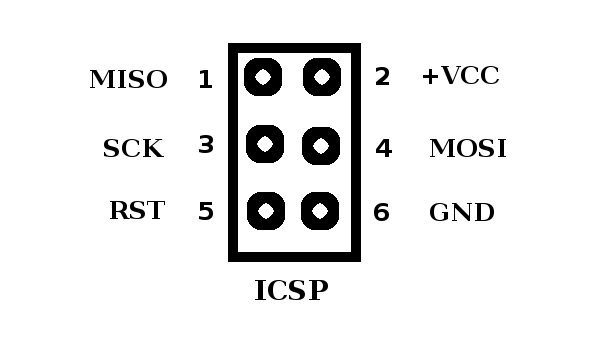 MISO 1 2 +VCC
SCK 3 4 MOSI
RST 5 6 GND
ICSP